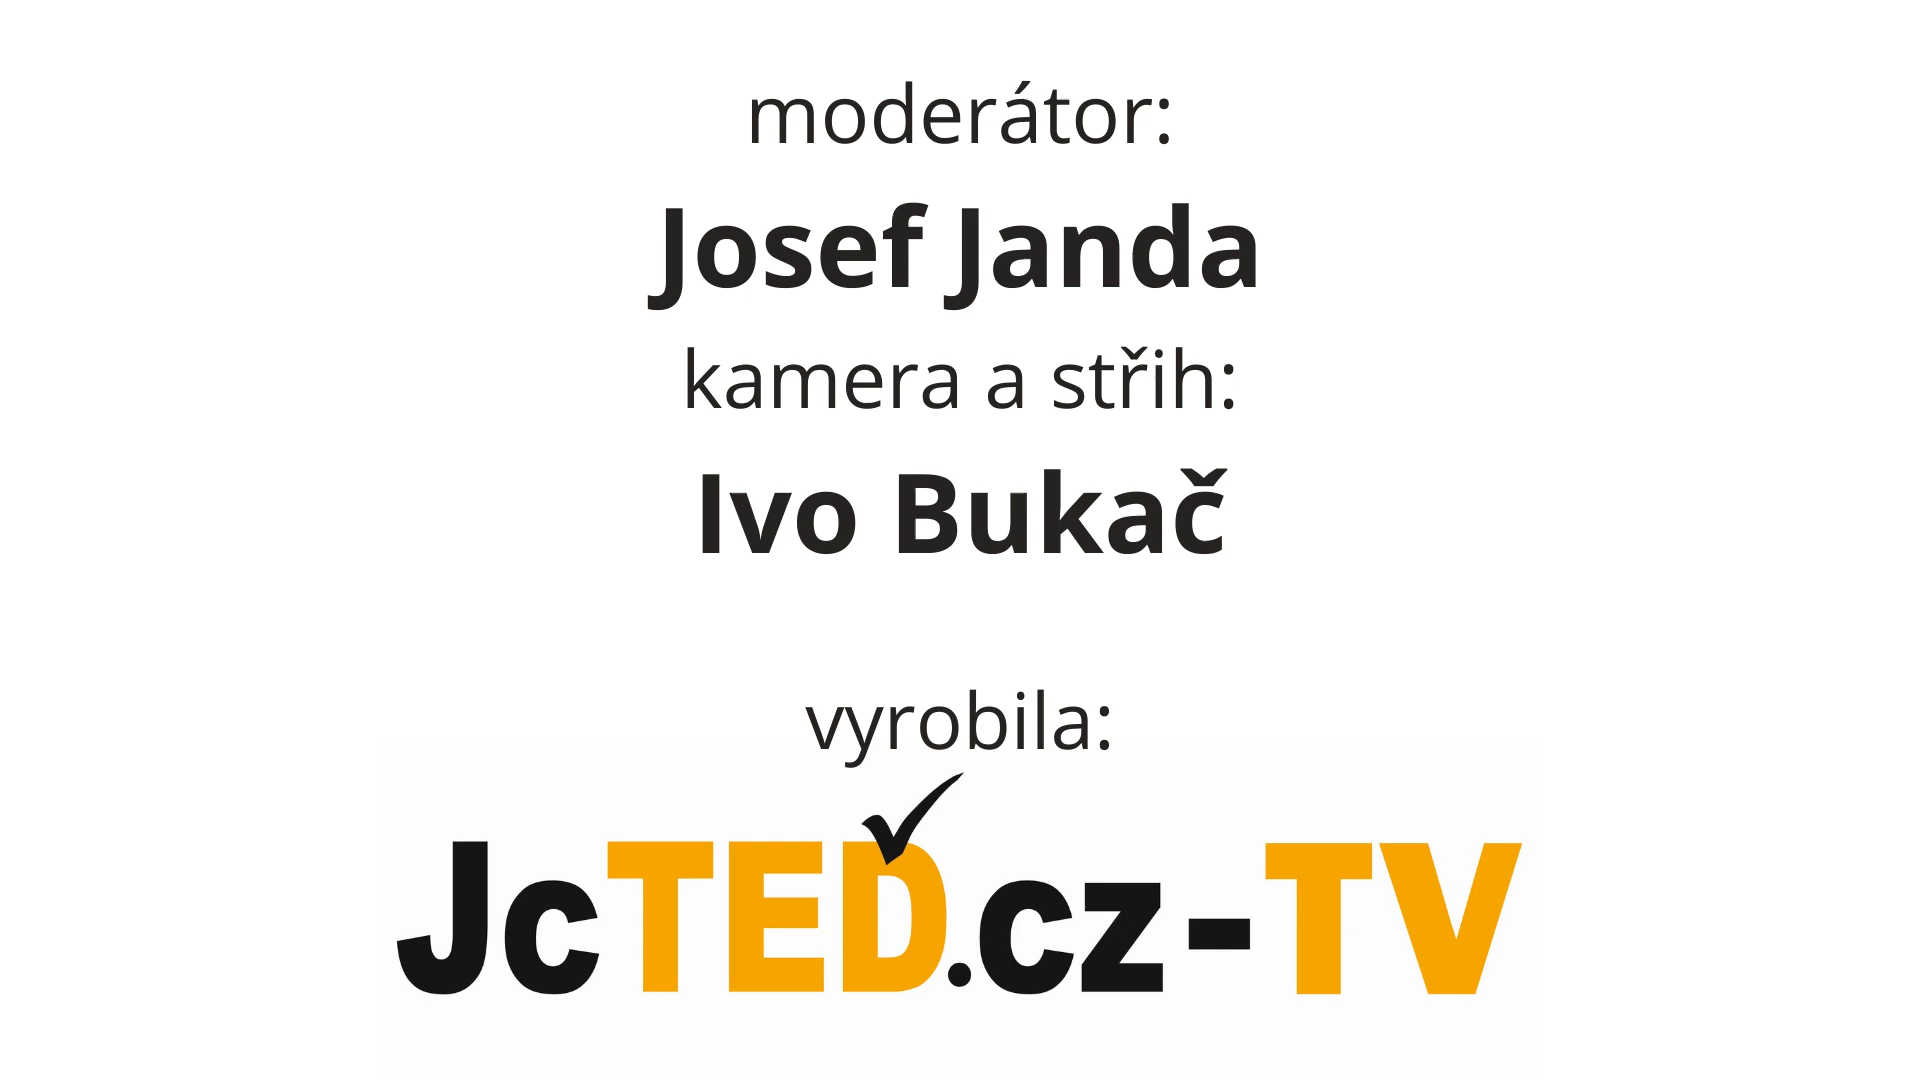 moderátor:
Josef Janda
kamera a střih:
Ivo Bukač
vyrobila:
JcTED.cz-TV